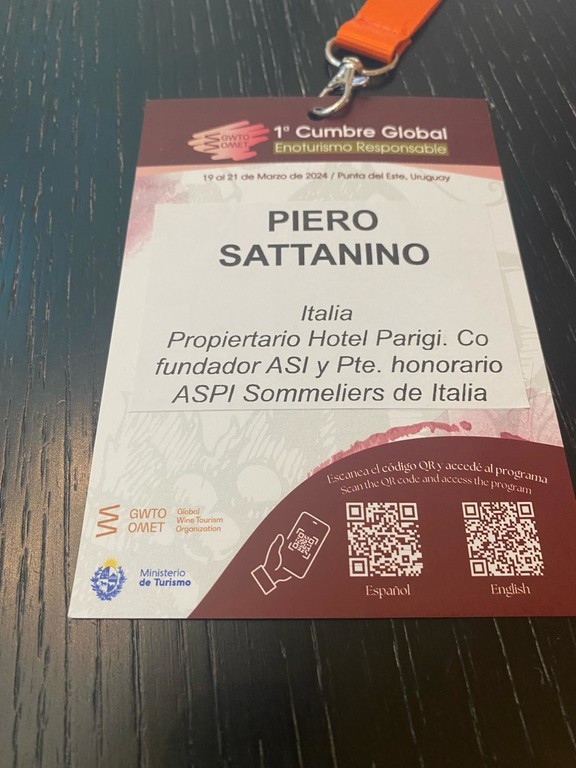 GWTO
OMET
1ª Cumbre Global
Enoturismo Responsable
19 al 21 de Marzo de 2024 / Punta del Este, Uruguay
PIERO
SATTANINO
Italia
Propiertario Hotel Parigi. Co
fundador ASI y Pte. honorario
ASPI Sommeliers de Italia
Escanea el código QR y accedé al programa
Scan the QR code and access the program
GWTO
OMET
Global
Wine Tourism
Organization
Ministerio
de Turismo
Español
English